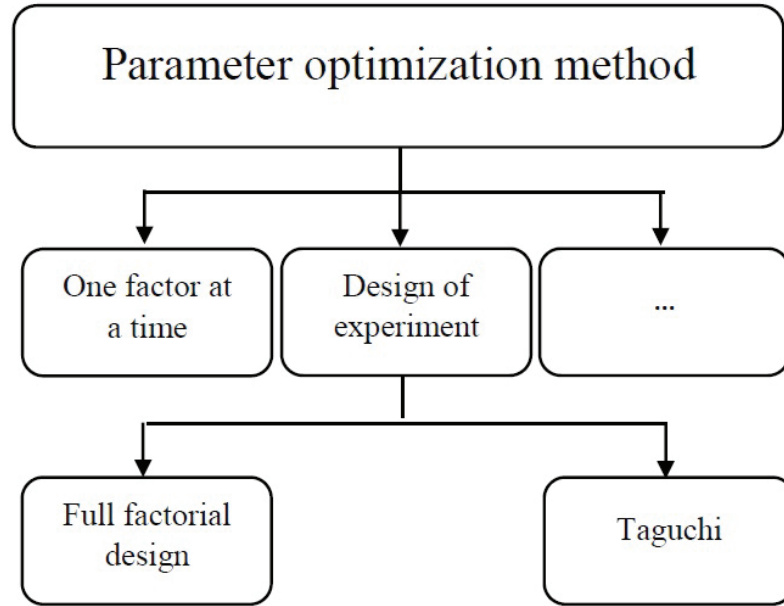 Parameter optimization method
One factor at
a time
Design of
experiment
...
Full factorial
design
Taguchi